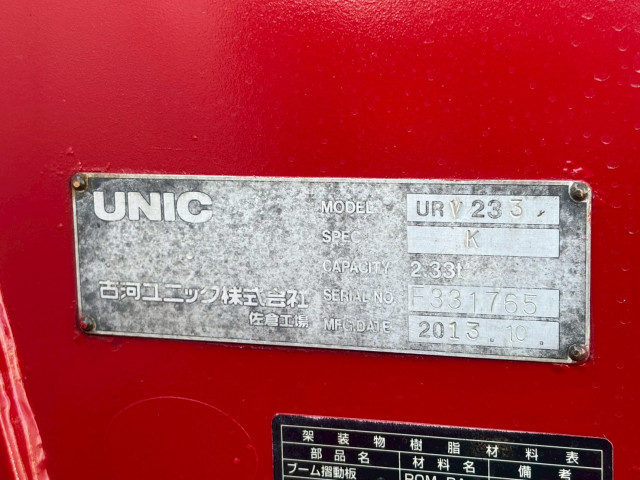 UNIC
MODEL URV233
SPEC. K
CAPACITY 2.33t
古河ユニック株式会社 SERIAL NO E331765
佐倉工場 MFG.DATE 2013.10.
架装物樹脂材料表
部品名 材料名 備考
ブーム摺動板